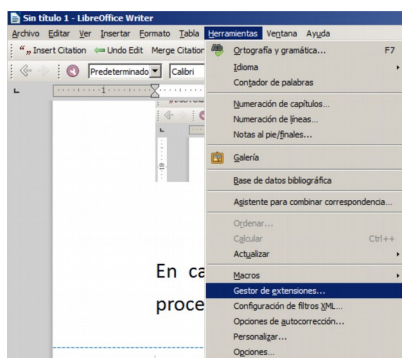 Sin título 1 - LibreOffice Writer
Archivo Editar Ver Insertar Formato Tabla Herramientas Ventana Ayuda
Insert Citation Undo Edit Merge Citation
Predeterminado Calibri
Ortografía y gramática... F7
Idioma
Contador de palabras
Numeración de capítulos...
Numeración de líneas...
Notas al pie/finales...
Galería
Base de datos bibliográfica
Agistente para combinar correspondencia...
Ordenar...
Calcular Ctrl++
Actualizar
Macros
Gestor de extensiones...
Configuración de filtros XML...
Opciones de autocorrección...
Personalizar...
Opciones...
1
En ca
proce